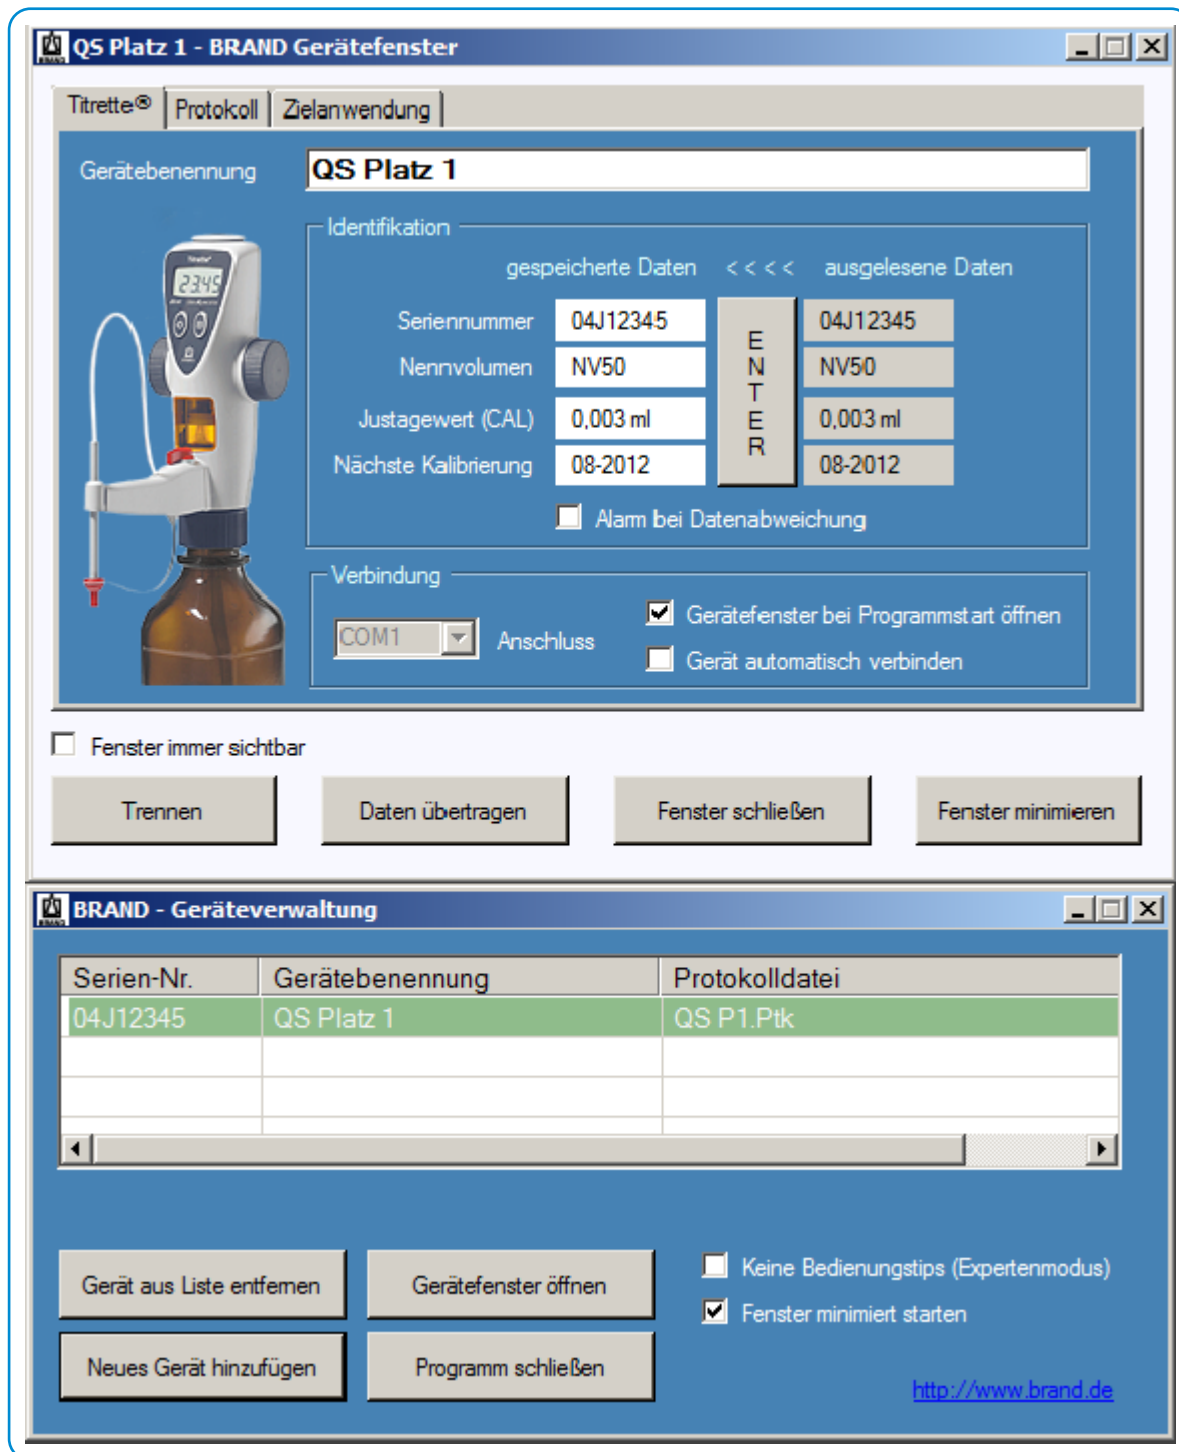 QS Platz 1 - BRAND Gerätefenster
Titrette® Protokoll Zielanwendung
Gerätebenennung QS Platz 1
Identifikation
gespeicherte Daten < < < < ausgelesene Daten
Seriennummer 04J12345 04J12345
Nennvolumen NV50 NV50
Justagewert (CAL) 0,003 ml 0,003 ml
Nächste Kalibrierung 08-2012 08-2012
ENTER
Alarm bei Datenabweichung
Titrette®
23.45
Verbindung
COM1 Anschluss
Gerätefenster bei Programmstart öffnen
Gerät automatisch verbinden
Fenster immer sichtbar
Trennen Daten übertragen Fenster schließen Fenster minimieren
BRAND - Geräteverwaltung
Serien-Nr. Gerätebenennung Protokolldatei
04J12345 QS Platz 1 QS P1.Ptk
Gerät aus Liste entfernen Gerätefenster öffnen
Keine Bedienungstips (Expertenmodus)
Fenster minimiert starten
Neues Gerät hinzufügen Programm schließen
http://www.brand.de